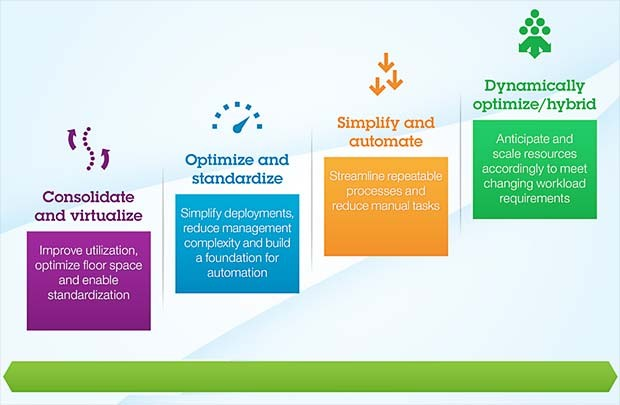 Consolidate
and virtualize
Improve utilization,
optimize floor space
and enable
standardization
Optimize and
standardize
Simplify deployments,
reduce management
complexity and build
a foundation for
automation
Simplify and
automate
Streamline repeatable
processes and
reduce manual tasks
Dynamically
optimize/hybrid
Anticipate and
scale resources
accordingly to meet
changing workload
requirements